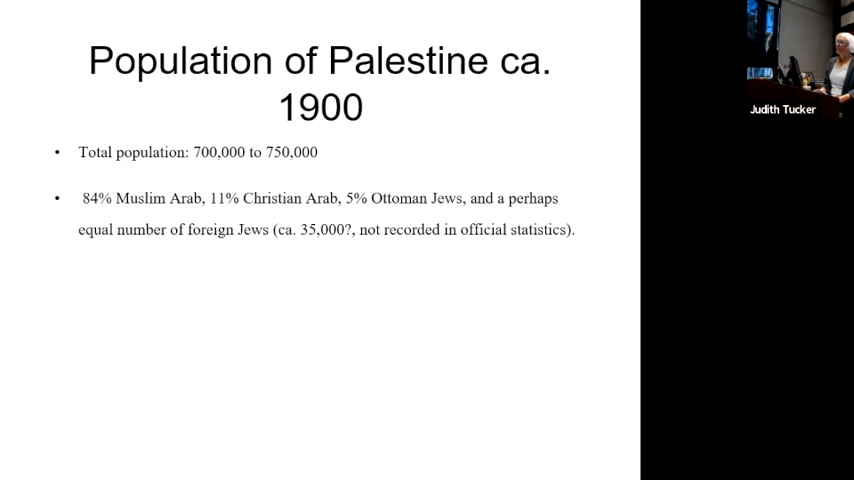 Population of Palestine ca.
1900
• Total population: 700,000 to 750,000
• 84% Muslim Arab, 11% Christian Arab, 5% Ottoman Jews, and a perhaps
equal number of foreign Jews (ca. 35,000?, not recorded in official statistics).
Judith Tucker